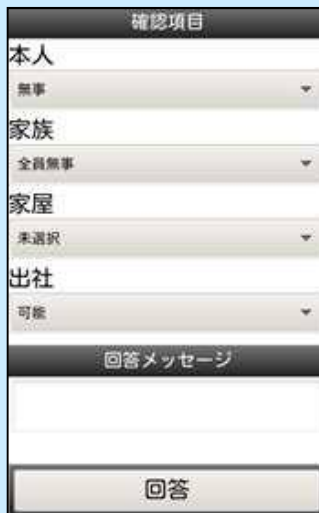 確認項目
本人
無事
家族
全員無事
家屋
未選択
出社
可能
回答メッセージ
回答